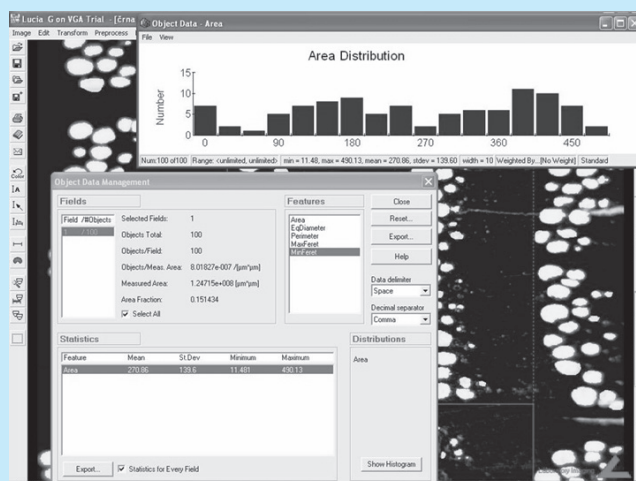 Lucia G on VGA Trial - [črna
Image Edit Transform Preprocess
Object Data - Area
File View
Area Distribution
Number
15
10
5
0
0 90 180 270 360 450
Num:100 of100 Range: <unlimited, unlimited> min = 11.48, max = 490.13, mean = 270.86, stdev = 139.60 width = 10 Weighted By...[No Weight] Standard
Object Data Management
Fields
Field /#Objects
1 / 100
Selected Fields: 1
Objects Total: 100
Objects/Field: 100
Objects/Meas. Area: 8.01827e-007 /[µm*µm]
Measured Area: 1.24715e+008 [µm*µm]
Area Fraction: 0.151434
Select All
Features
Area
EqDiameter
Perimeter
MaxFeret
MinFeret
Close
Reset...
Export...
Help
Data delimiter
Space
Decimal separator
Comma
Statistics
Feature Mean St.Dev Minimum Maximum
Area 270.86 139.6 11.481 490.13
Export... Statistics for Every Field
Distributions
Area
Show Histogram